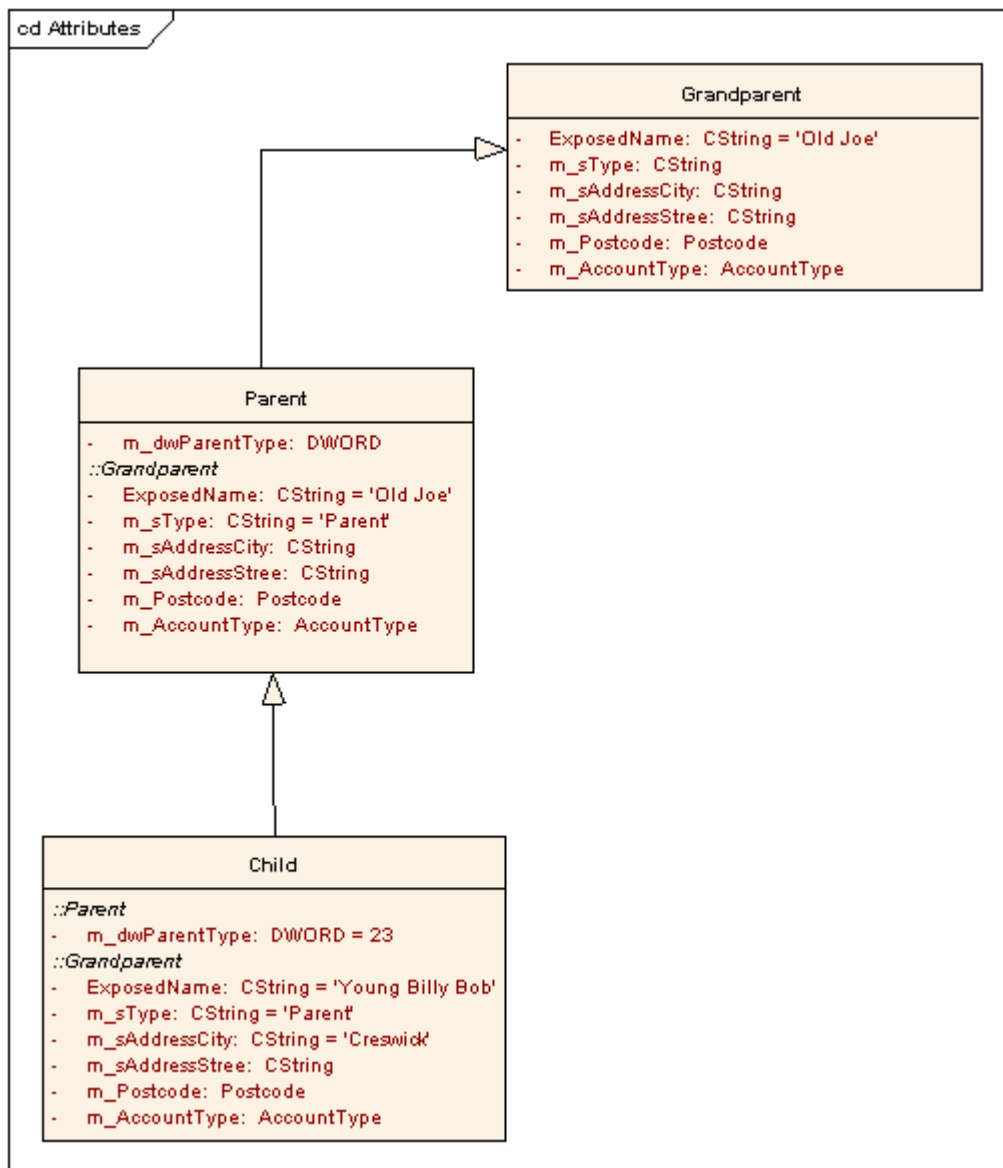 cd Attributes
Grandparent
- ExposedName: CString = 'Old Joe'
- m_sType: CString
- m_sAddressCity: CString
- m_sAddressStree: CString
- m_Postcode: Postcode
- m_AccountType: AccountType
Parent
- m_dwParentType: DWORD
::Grandparent
- ExposedName: CString = 'Old Joe'
- m_sType: CString = 'Parent'
- m_sAddressCity: CString
- m_sAddressStree: CString
- m_Postcode: Postcode
- m_AccountType: AccountType
Child
::Parent
- m_dwParentType: DWORD = 23
::Grandparent
- ExposedName: CString = 'Young Billy Bob'
- m_sType: CString = 'Parent'
- m_sAddressCity: CString = 'Creswick'
- m_sAddressStree: CString
- m_Postcode: Postcode
- m_AccountType: AccountType